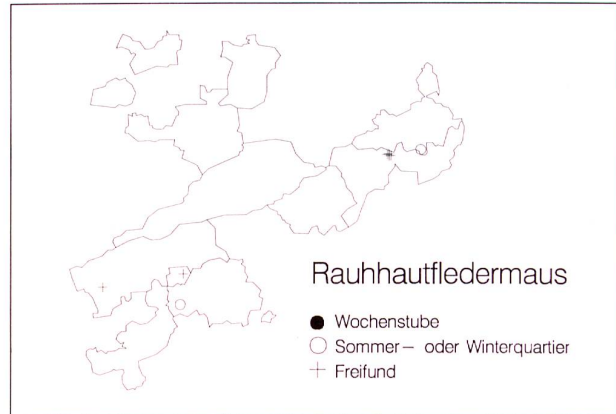 Rauhhautfledermaus
Wochenstube
Sommer– oder Winterquartier
Freifund